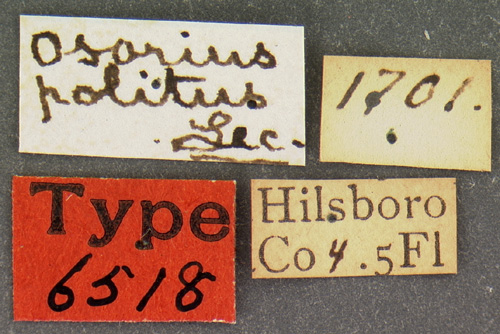 Osorius
politus
Lec.
1701.
Type
6518
Hilsboro
Co 4.5 Fl